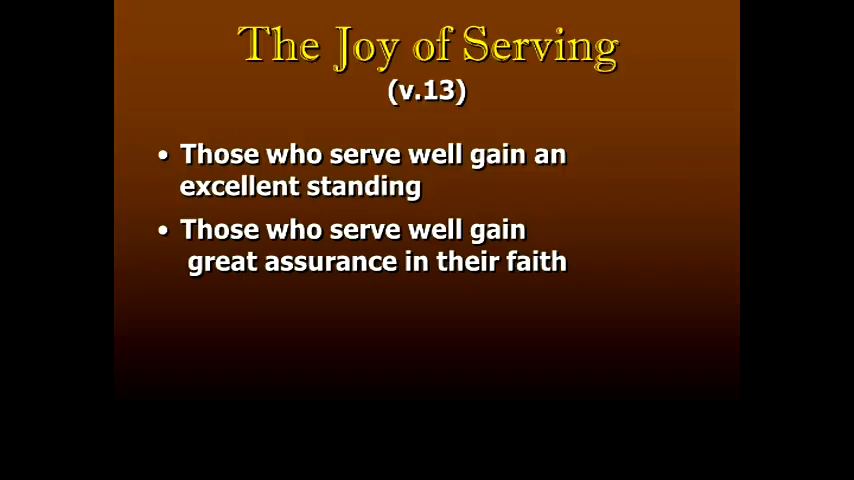 The Joy of Serving
(v.13)
• Those who serve well gain an
excellent standing
• Those who serve well gain
great assurance in their faith